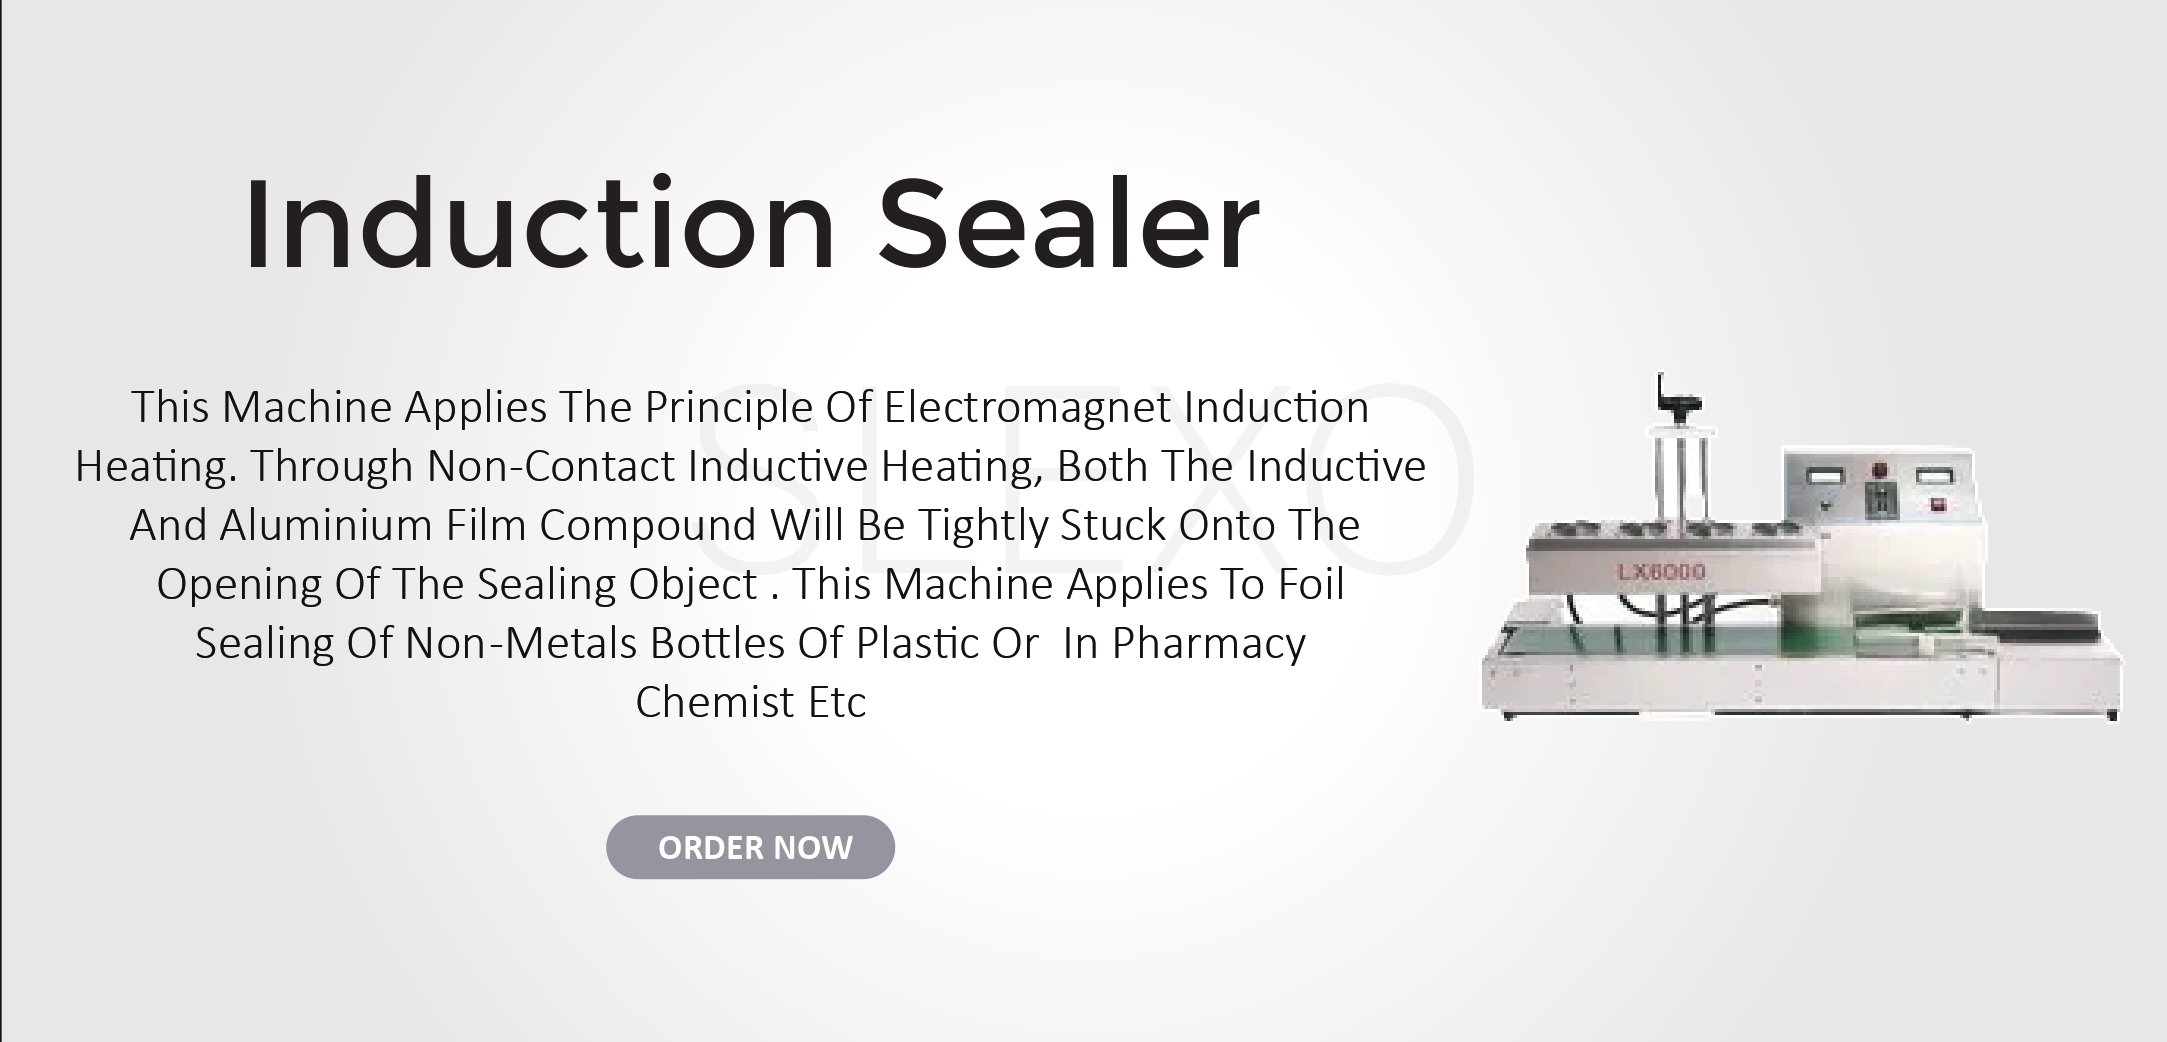 Induction Sealer
SLEXO
This Machine Applies The Principle Of Electromagnet Induction
Heating. Through Non-Contact Inductive Heating, Both The Inductive
And Aluminium Film Compound Will Be Tightly Stuck Onto The
Opening Of The Sealing Object . This Machine Applies To Foil
Sealing Of Non-Metals Bottles Of Plastic Or  In Pharmacy
Chemist Etc
LX6000
ORDER NOW